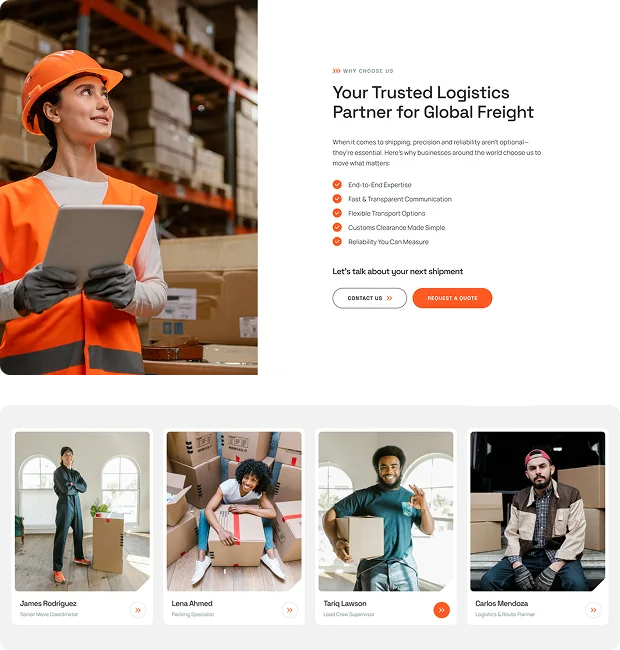 WHY CHOOSE US
Your Trusted Logistics
Partner for Global Freight
When it comes to shipping, precision and reliability aren't optional—
they're essential. Here's why businesses around the world choose us to
move what matters:
End-to-End Expertise
Fast & Transparent Communication
Flexible Transport Options
Customs Clearance Made Simple
Reliability You Can Measure
Let's talk about your next shipment
CONTACT US
REQUEST A QUOTE
James Rodriguez
Senior Move Coordinator
Lena Ahmed
Packing Specialist
Tariq Lawson
Lead Crew Supervisor
Carlos Mendoza
Logistics & Route Planner